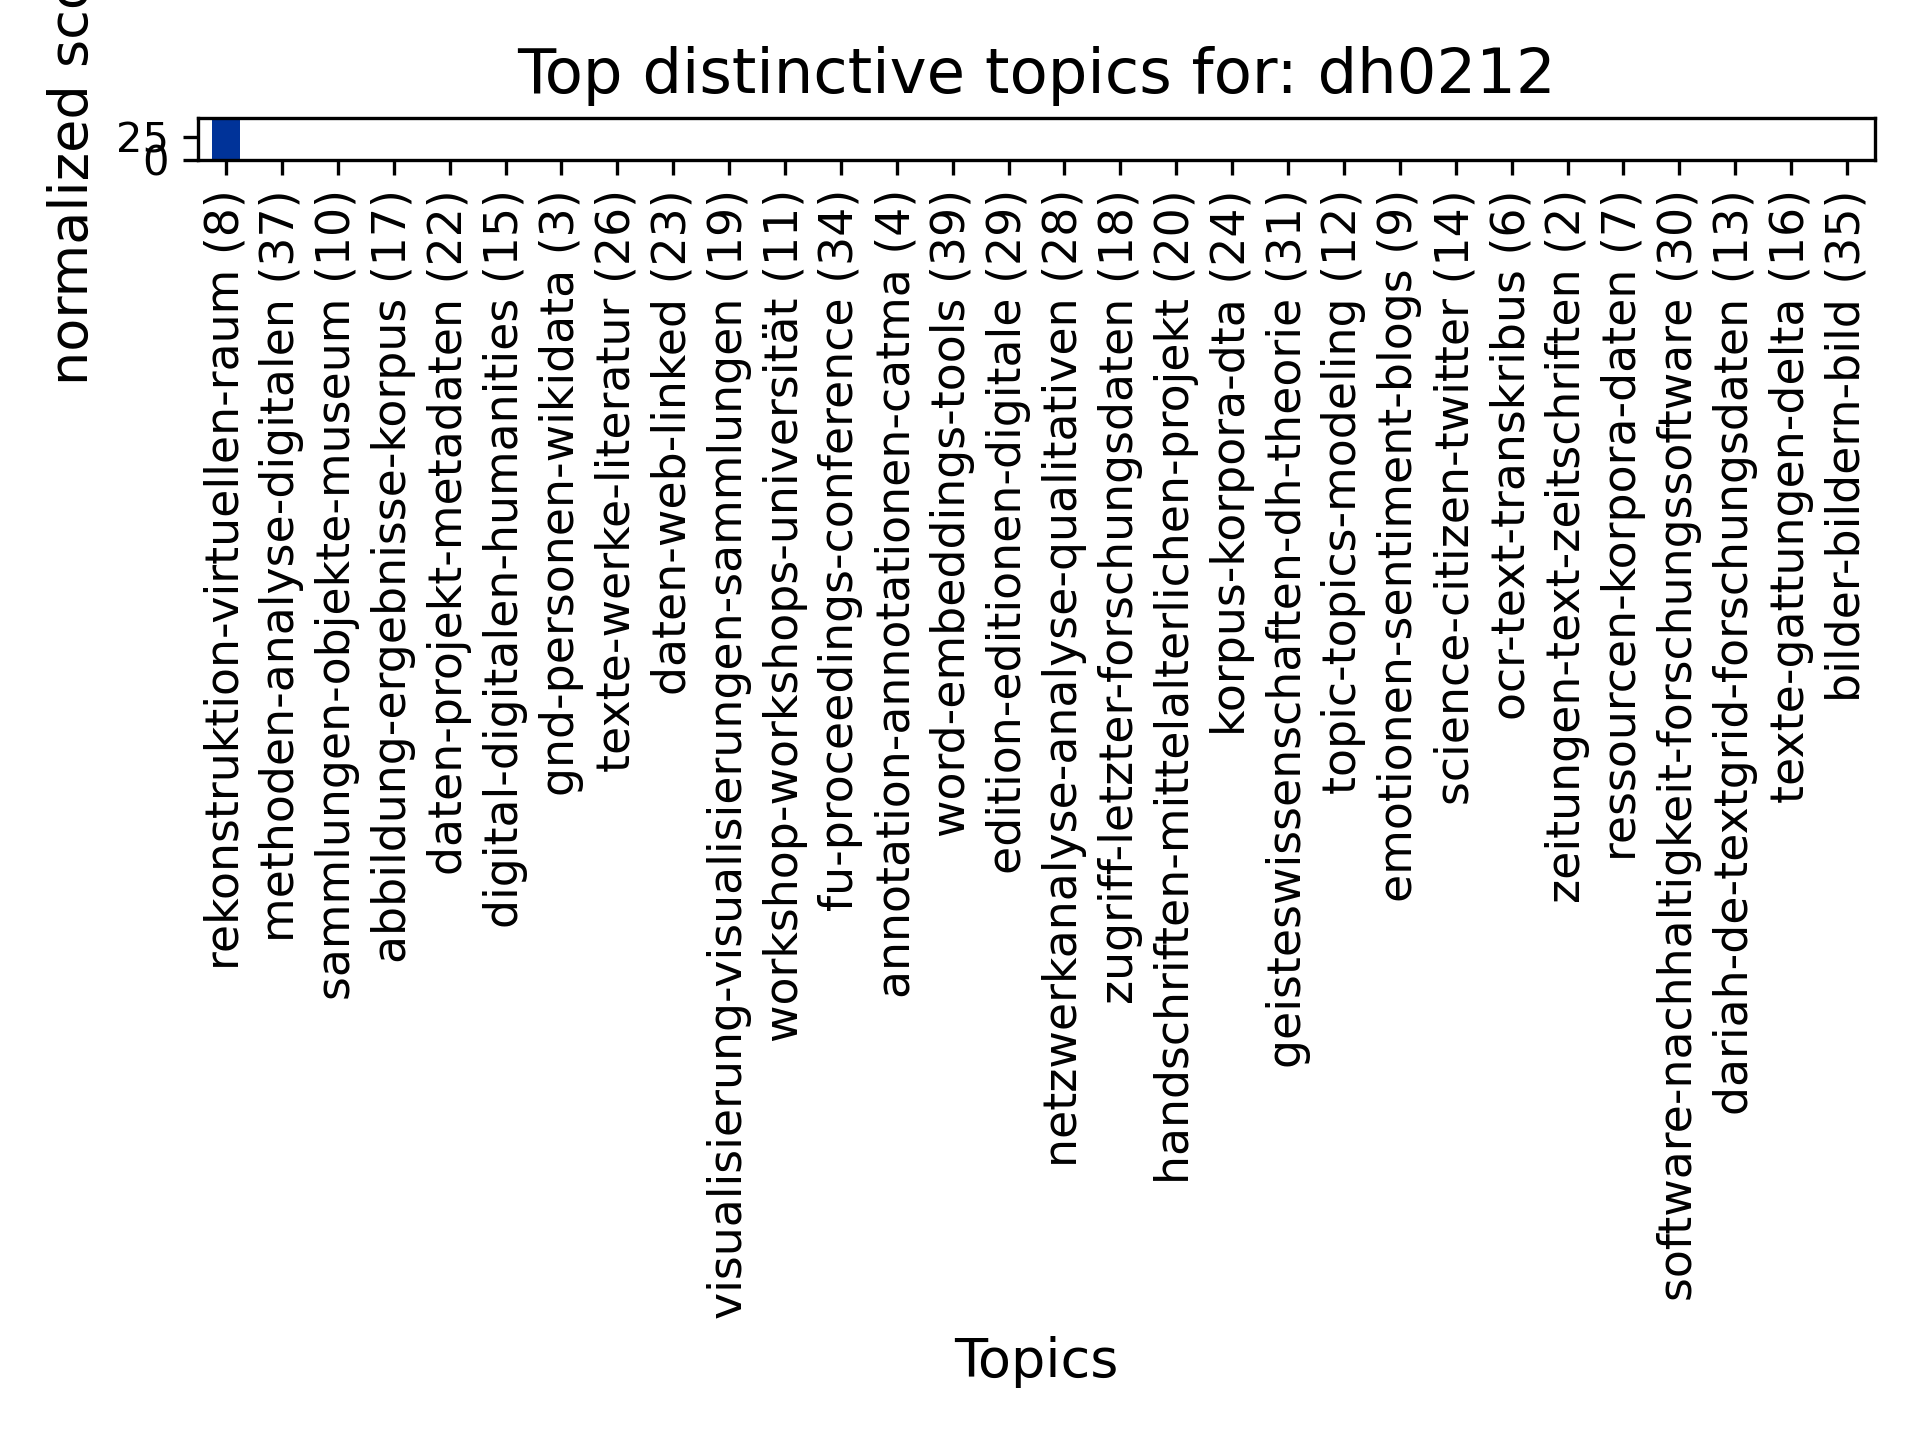 Top distinctive topics for: dh0212
normalized
25
0
rekonstruktion-virtuellen-raum (8)
methoden-analyse-digitalen (37)
sammlungen-objekte-museum (10)
abbildung-ergebnisse-korpus (17)
daten-projekt-metadaten (22)
digital-digitalen-humanities (15)
gnd-personen-wikidata (3)
texte-werke-literatur (26)
daten-web-linked (23)
visualisierung-visualisierungen-sammlungen (19)
workshop-workshops-universität (11)
fu-proceedings-conference (34)
annotation-annotationen-catma (4)
word-embeddings-tools (39)
edition-editionen-digitale (29)
netzwerkanalyse-analyse-qualitativen (28)
zugriff-letzter-forschungsdaten (18)
handschriften-mittelalterlichen-projekt (20)
korpus-korpora-dta (24)
geisteswissenschaften-dh-theorie (31)
topic-topics-modeling (12)
emotionen-sentiment-blogs (9)
science-citizen-twitter (14)
ocr-text-transkribus (6)
zeitungen-text-zeitschriften (2)
ressourcen-korpora-daten (7)
software-nachhaltigkeit-forschungssoftware (30)
dariah-de-textgrid-forschungsdaten (13)
texte-gattungen-delta (16)
bilder-bildern-bild (35)
Topics